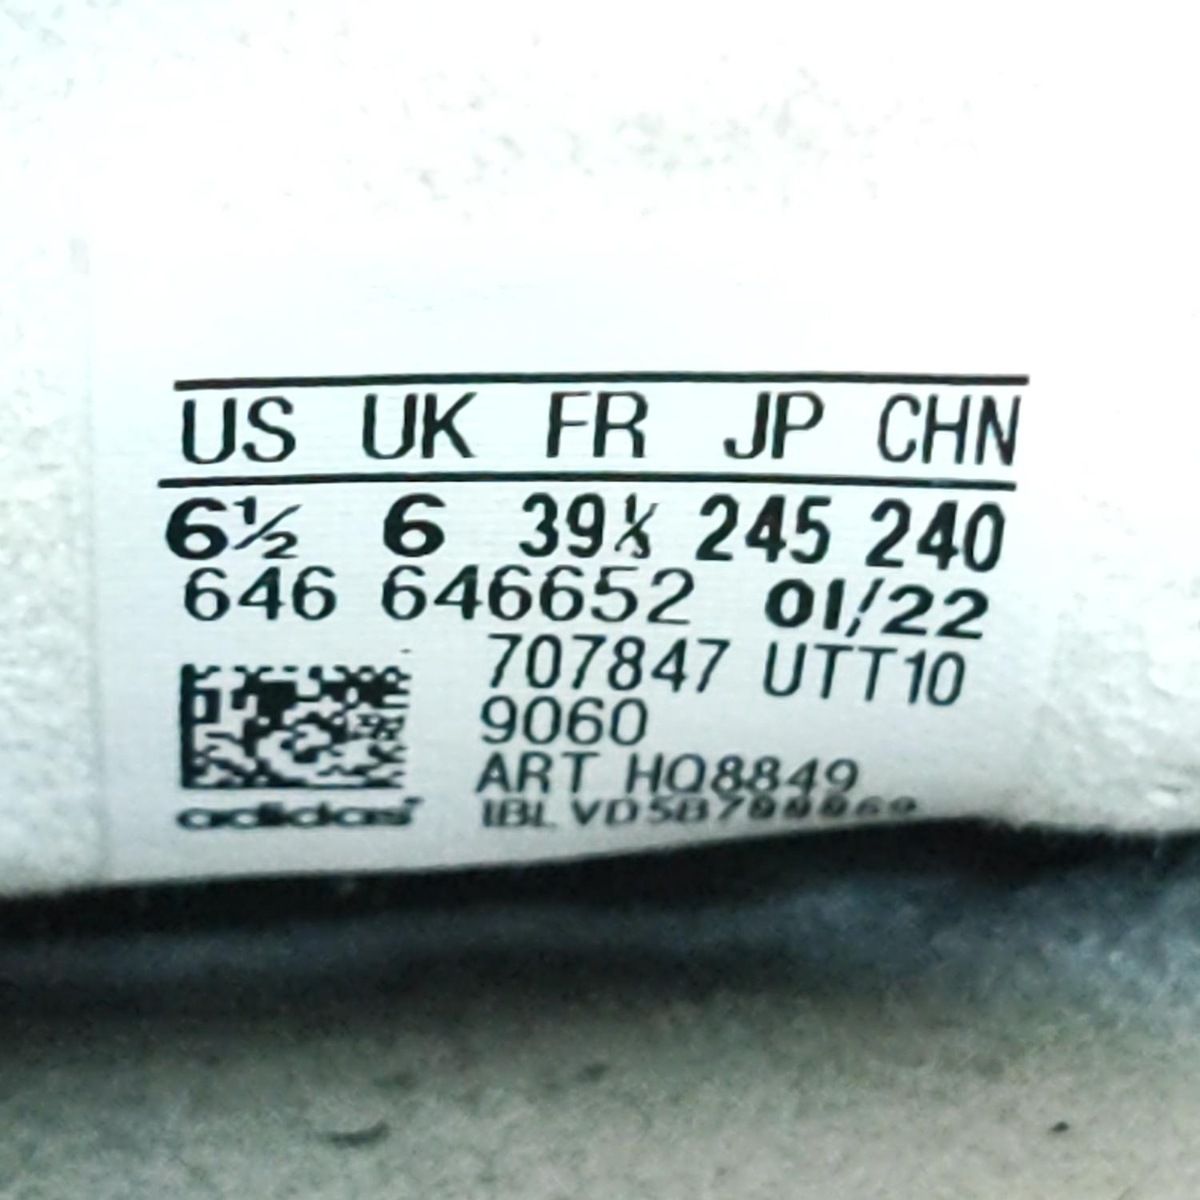 US UK FR JP CHN
6½ 6 39⅓ 245 240
646 646652 01/22
707847 UTT10
9060
ART HQ8849
adidas